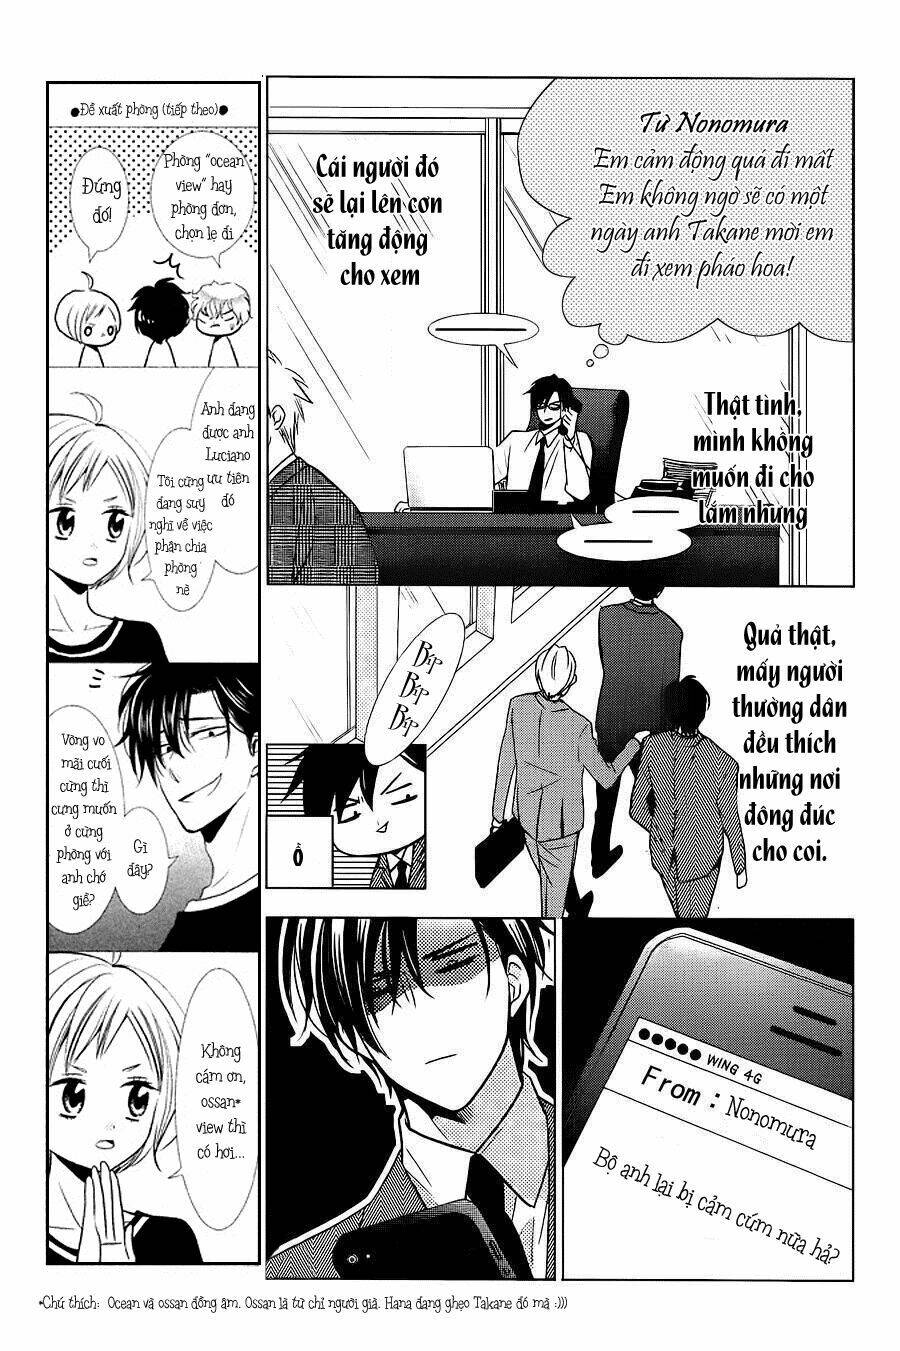 ●Đề xuất phòng (tiếp theo)●
Phòng "ocean
view" hay
phòng đơn,
chọn lẹ đi
Đúng
đó!
Anh đang
được anh
Luciano
ưu tiên
đó
Tôi cũng
đang suy
nghĩ về việc
phân chia
phòng
nè
Vòng vo
mãi cuối
cùng thì
cưng muốn
ở cùng
phòng với
anh chớ
giề?
Gì
đây?
Không
cám ơn,
ossan*
view thì
có hơi...
Từ Nonomura
Em cảm động quá đi mất
Em không ngờ sẽ có một
ngày anh Takane mời em
đi xem pháo hoa!
Cái người đó
sẽ lại lên cơn
tăng động
cho xem
Thật tình,
mình không
muốn đi cho
lắm nhưng
Quả thật,
mấy người
thường dân
đều thích
những nơi
đông đúc
cho coi.
Bíp
Bíp
Bíp
Ồ
●●●●● WING 4G
From : Nonomura
Bộ anh lại bị cảm cúm nữa hả?
*Chú thích: Ocean và ossan đồng âm. Ossan là từ chỉ người già. Hana đang ghẹo Takane đó mà :)))